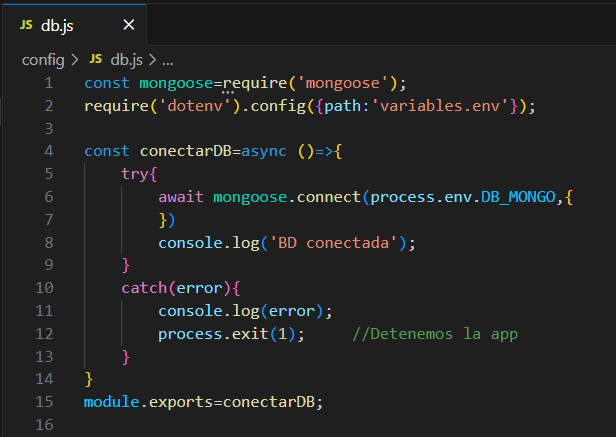 JS db.js ×
config > JS db.js > ...
1 const mongoose=require('mongoose');
2 require('dotenv').config({path:'variables.env'});
3
4 const conectarDB=async ()=>{
5     try{
6         await mongoose.connect(process.env.DB_MONGO,{
7         })
8         console.log('BD conectada');
9     }
10     catch(error){
11         console.log(error);
12         process.exit(1);     //Detenemos la app
13     }
14 }
15 module.exports=conectarDB;
16